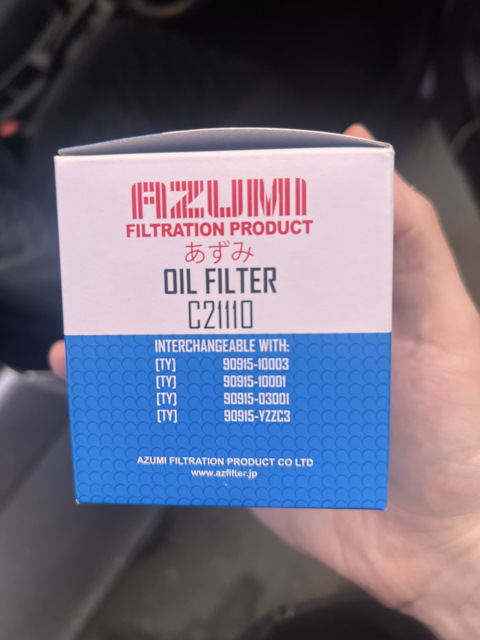 AZUMI
FILTRATION PRODUCT
あずみ
OIL FILTER
C21110
INTERCHANGEABLE WITH:
[TY] 90915-10003
[TY] 90915-10001
[TY] 90915-03001
[TY] 90915-YZZC3
AZUMI FILTRATION PRODUCT CO LTD
www.azfilter.jp